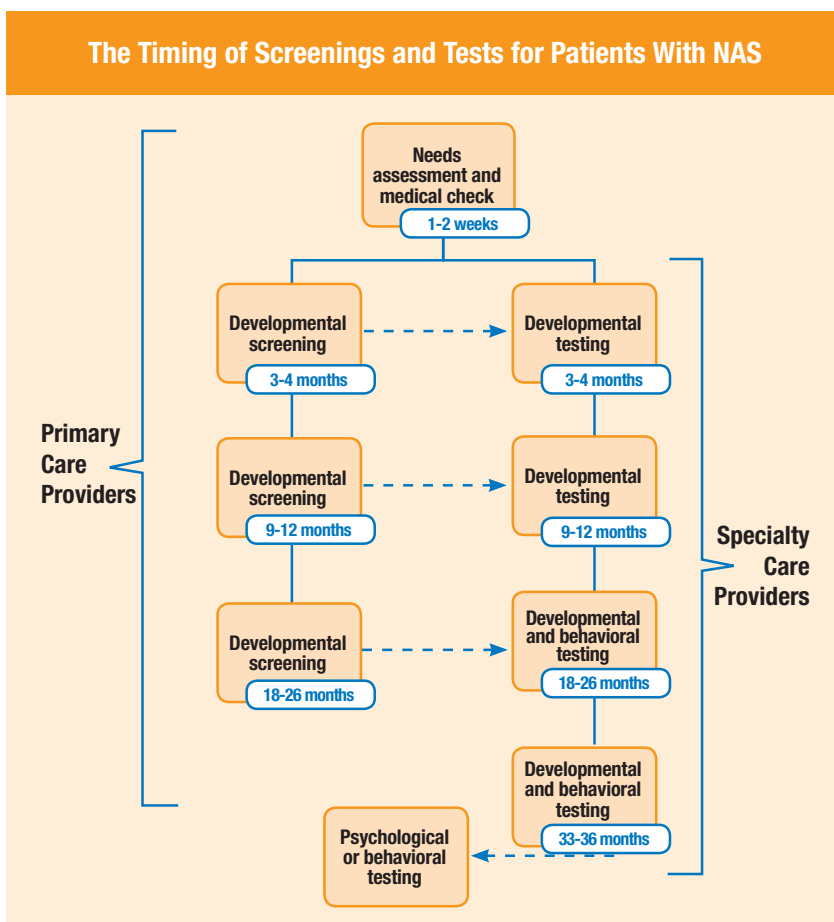 The Timing of Screenings and Tests for Patients With NAS
Needs
assessment and
medical check
1-2 weeks
Developmental
screening
3-4 months
Developmental
testing
3-4 months
Primary
Care
Providers
Developmental
screening
9-12 months
Developmental
testing
9-12 months
Specialty
Care
Providers
Developmental
screening
18-26 months
Developmental
and behavioral
testing
18-26 months
Developmental
and behavioral
testing
33-36 months
Psychological
or behavioral
testing